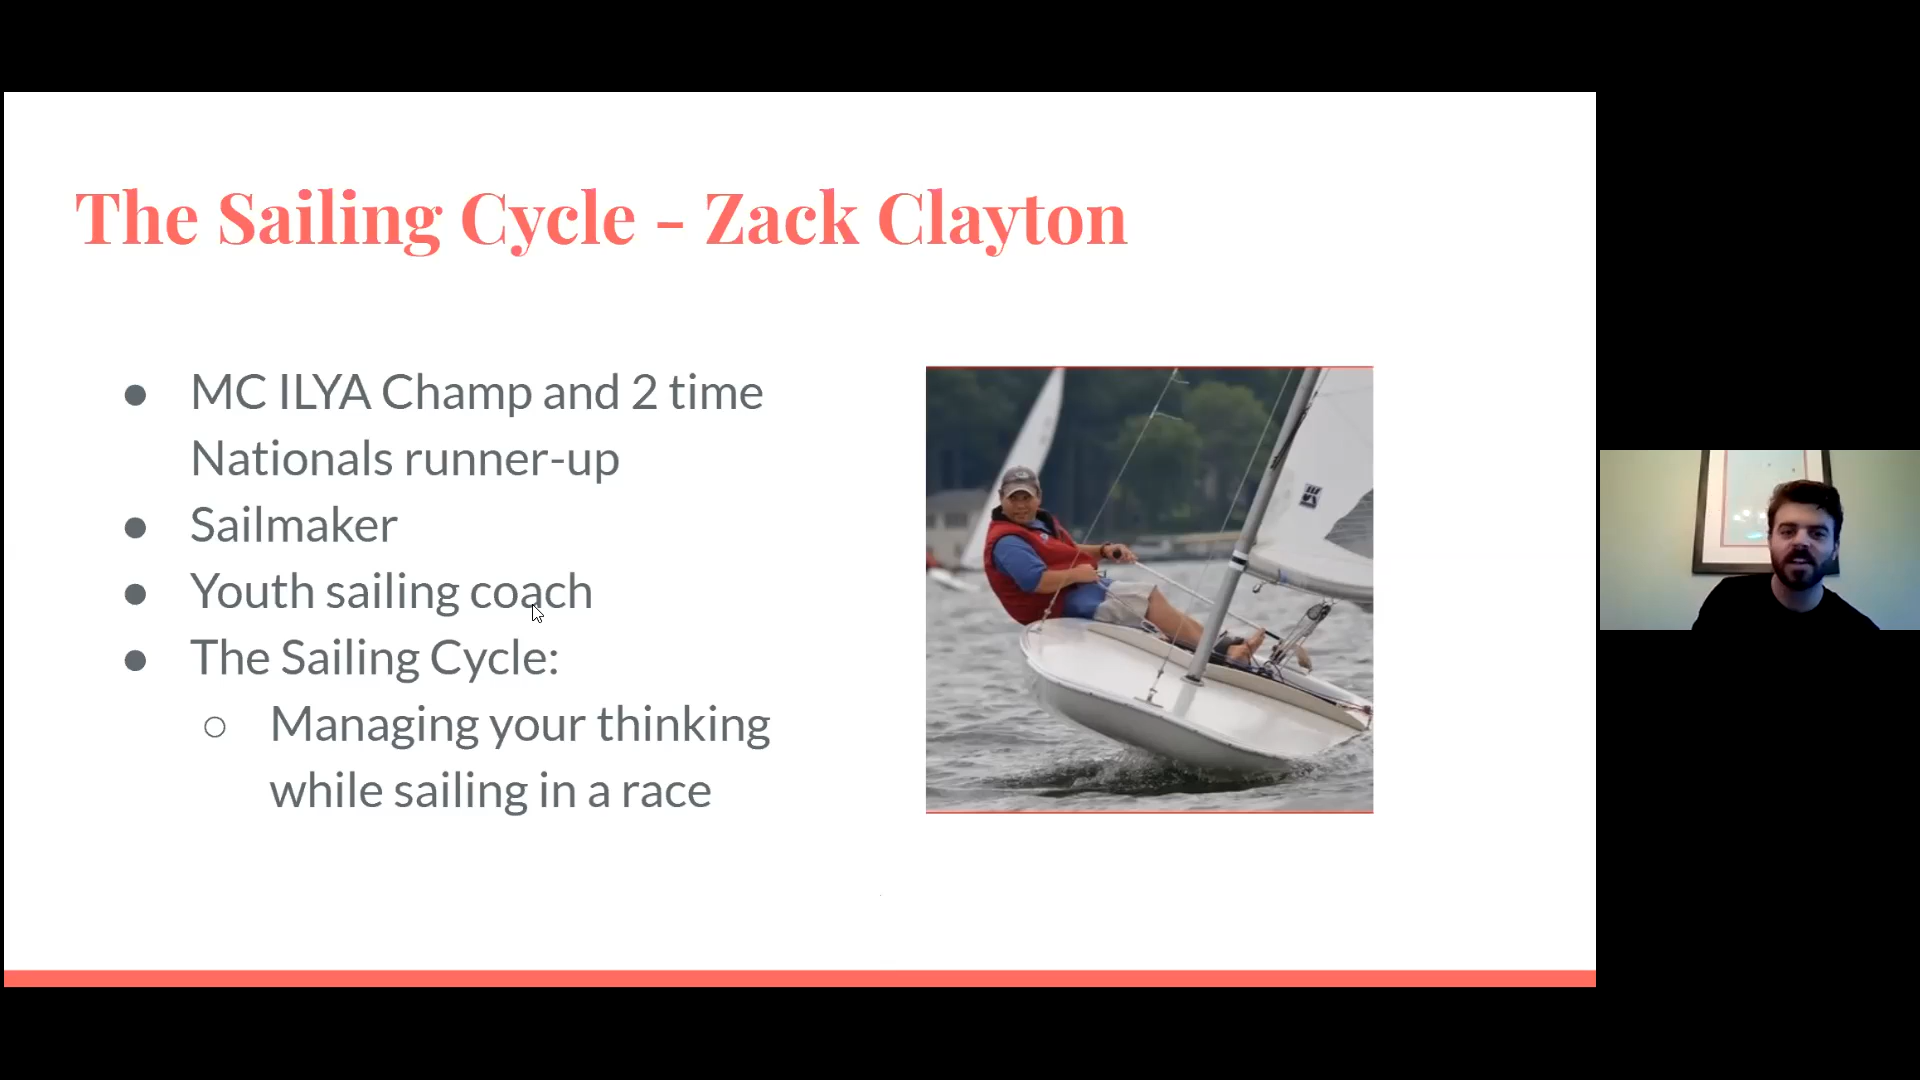 The Sailing Cycle - Zack Clayton
● MC ILYA Champ and 2 time
Nationals runner-up
● Sailmaker
● Youth sailing coach
● The Sailing Cycle:
○ Managing your thinking
while sailing in a race